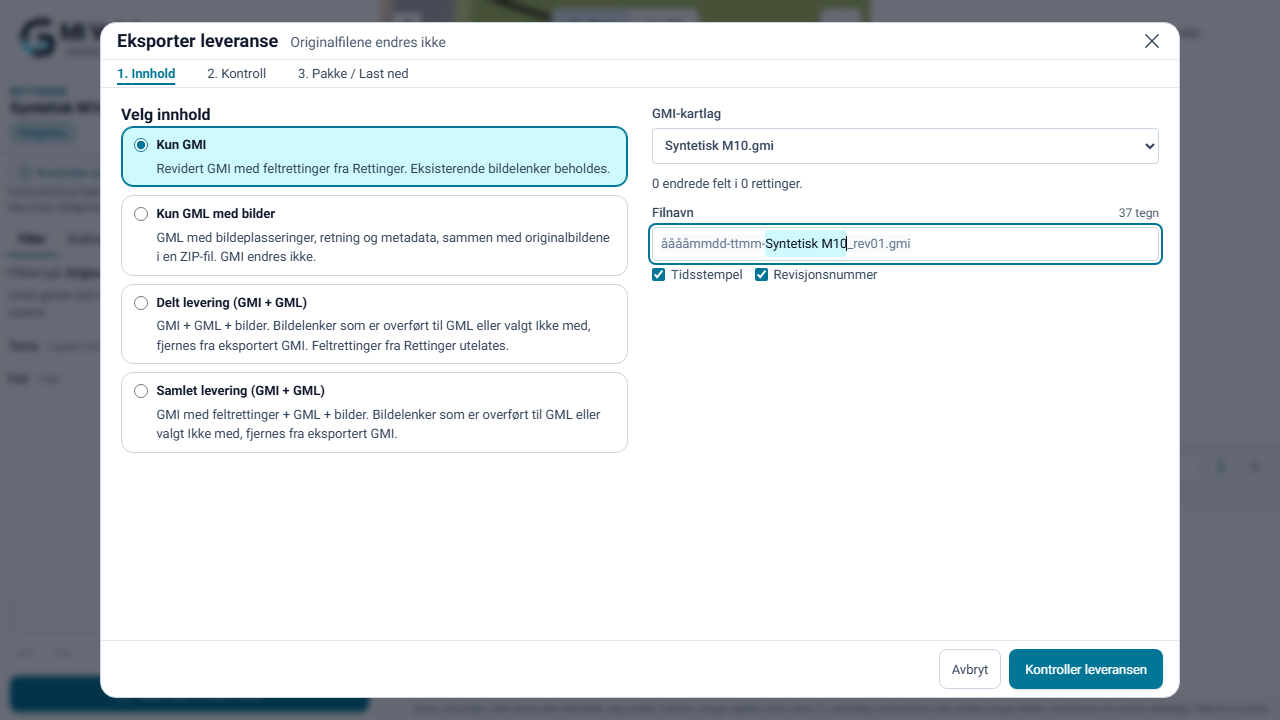 Eksporter leveranse Originalfilene endres ikke
1. Innhold 2. Kontroll 3. Pakke / Last ned
Velg innhold
Kun GMI
Revidert GMI med feltrettinger fra Rettinger. Eksisterende bildelenker beholdes.
Kun GML med bilder
GML med bildeplasseringer, retning og metadata, sammen med originalbildene
i en ZIP-fil. GMI endres ikke.
Delt levering (GMI + GML)
GMI + GML + bilder. Bildelenker som er overført til GML eller valgt Ikke med,
fjernes fra eksportert GMI. Feltrettinger fra Rettinger utelates.
Samlet levering (GMI + GML)
GMI med feltrettinger + GML + bilder. Bildelenker som er overført til GML eller
valgt Ikke med, fjernes fra eksportert GMI.
GMI-kartlag
Syntetisk M10.gmi
0 endrede felt i 0 rettinger.
Filnavn 37 tegn
ååååmmdd-ttmm-Syntetisk M10_rev01.gmi
Tidsstempel Revisjonsnummer
Avbryt Kontroller leveransen